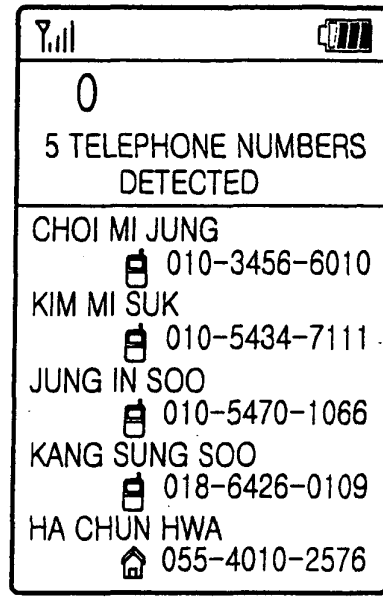 0
5 TELEPHONE NUMBERS
DETECTED
CHOI MI JUNG
010-3456-6010
KIM MI SUK
010-5434-7111
JUNG IN SOO
010-5470-1066
KANG SUNG SOO
018-6426-0109
HA CHUN HWA
055-4010-2576